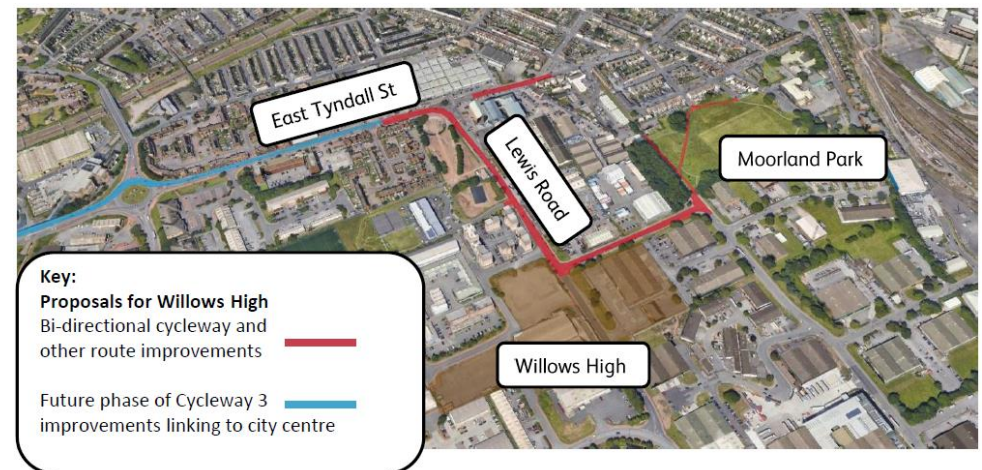 East Tyndall St
Lewis Road
Moorland Park
Willows High
Key:
Proposals for Willows High
Bi-directional cycleway and
other route improvements
Future phase of Cycleway 3
improvements linking to city centre